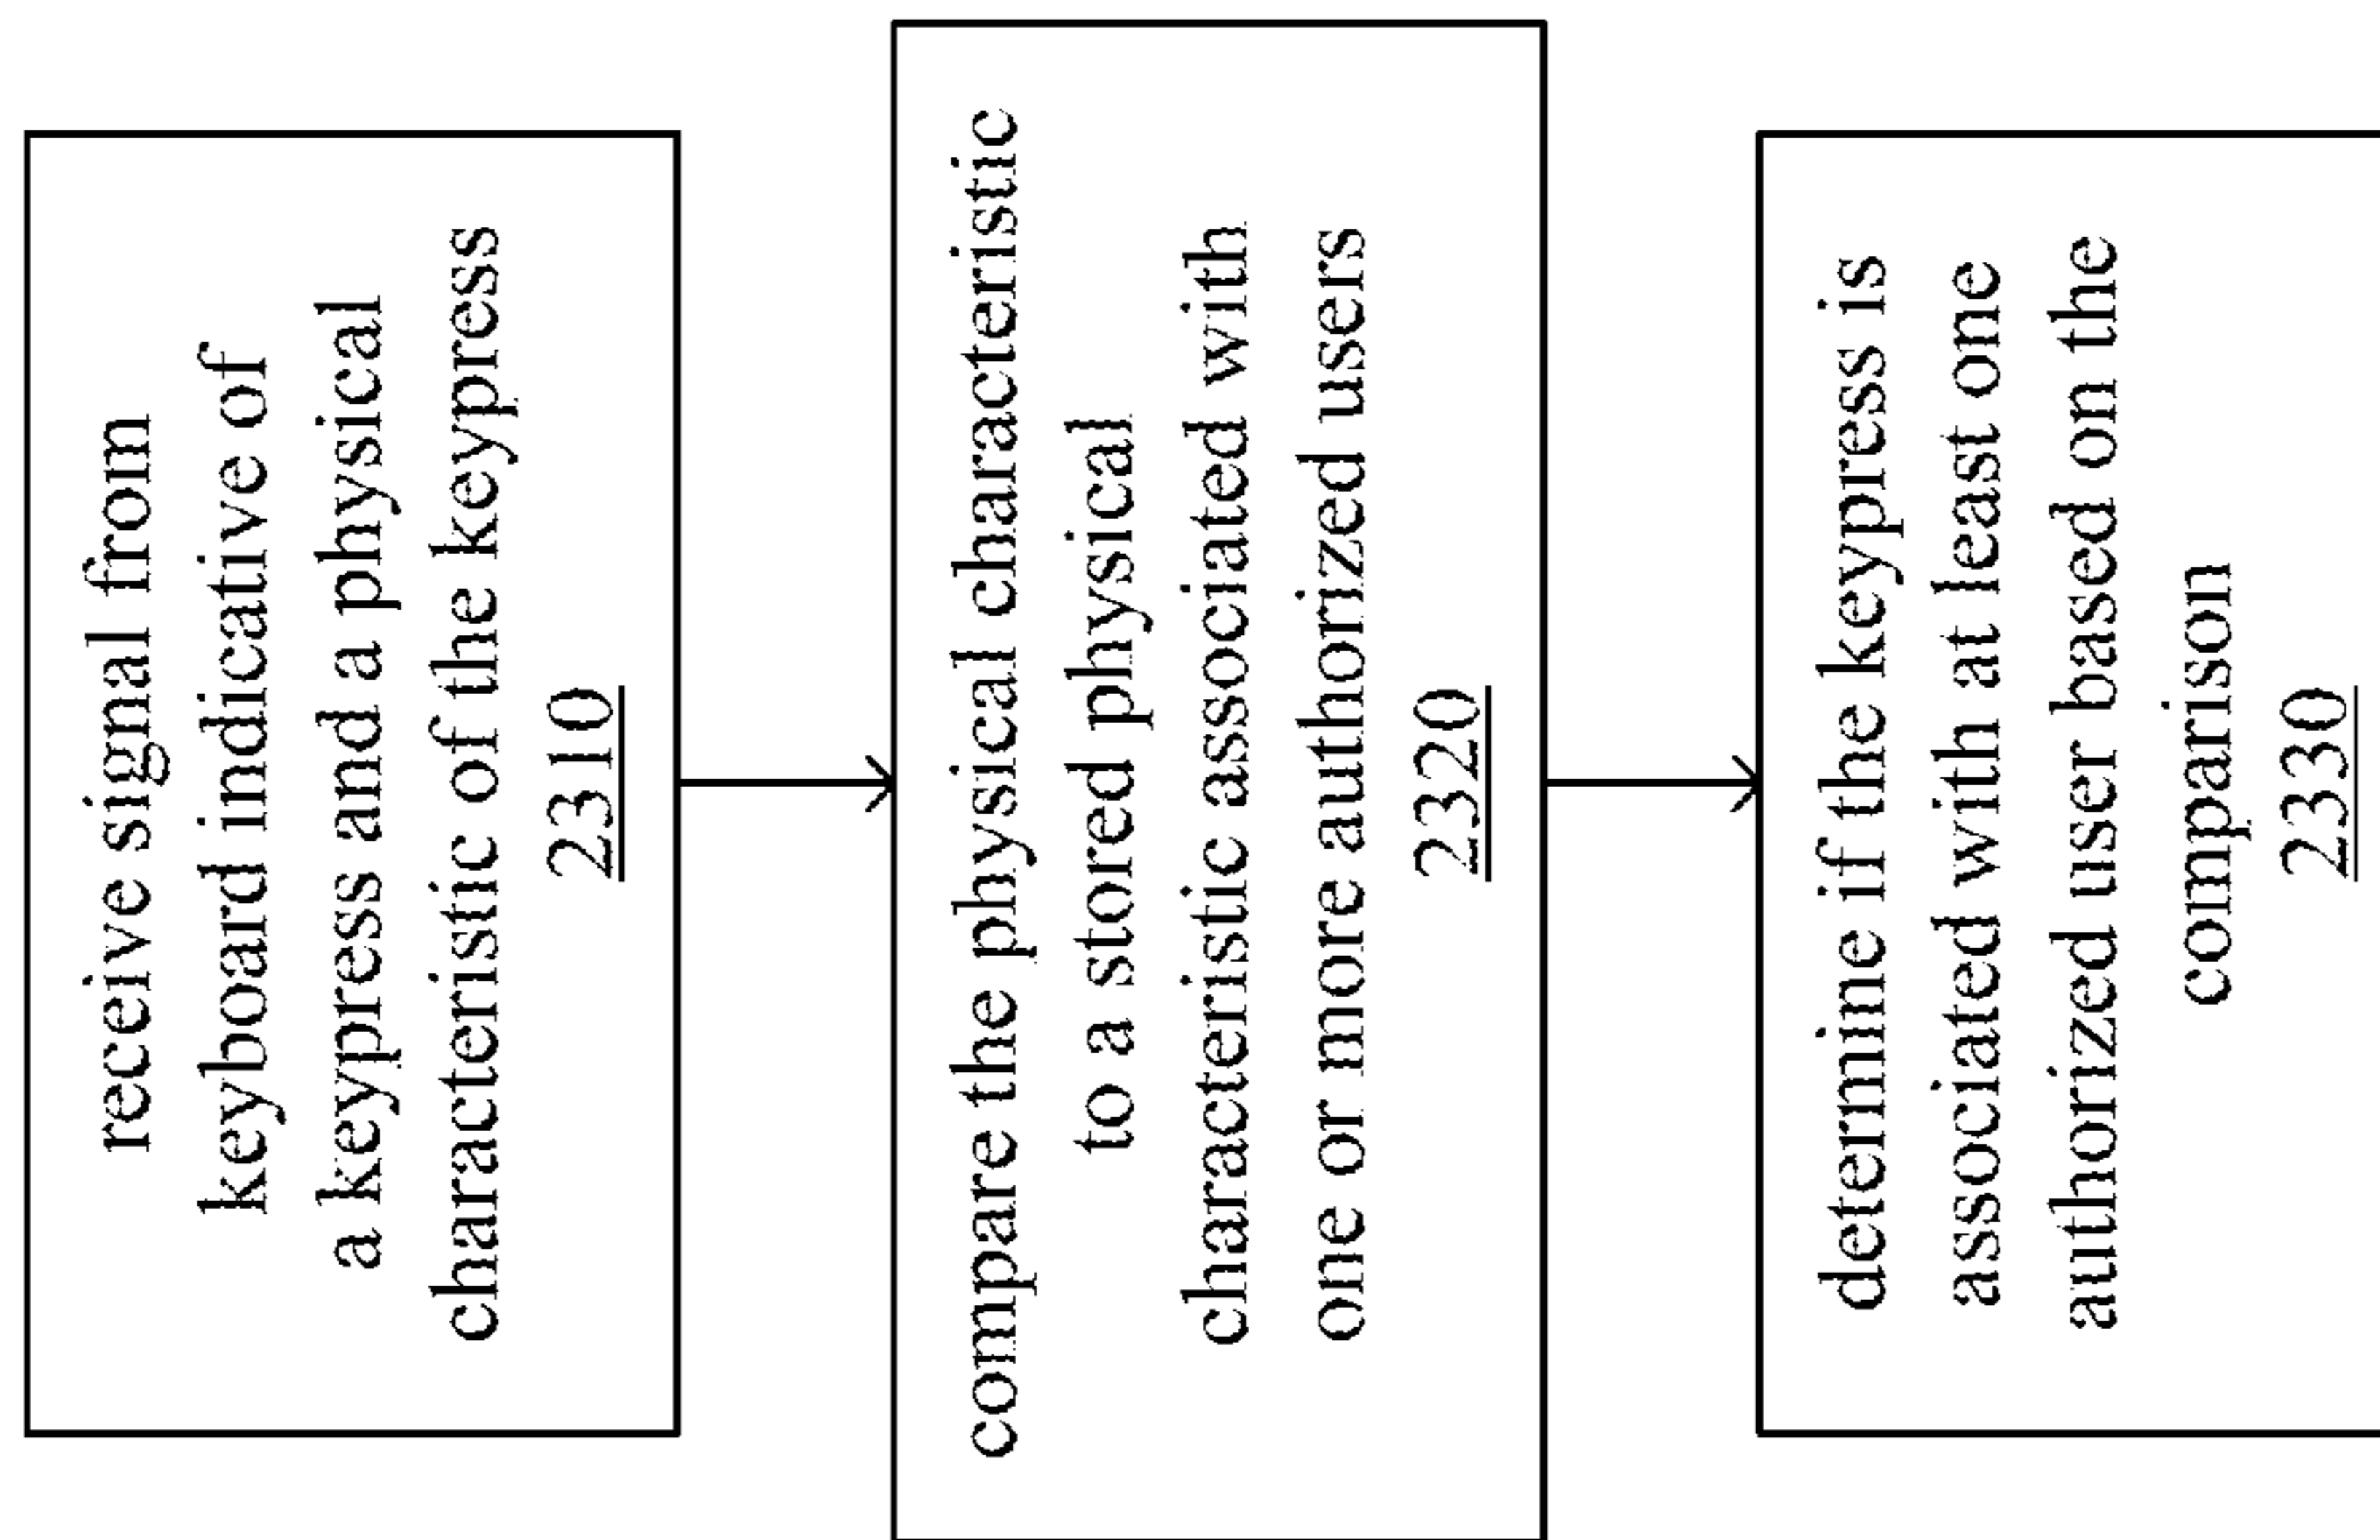 receive signal from
keyboard indicative of
a keypress and a physical
characteristic of the keypress
2310
compare the physical characteristic
to a stored physical
characteristic associated with
one or more authorized users
2320
determine if the keypress is
associated with at least one
authorized user based on the
comparison
2330